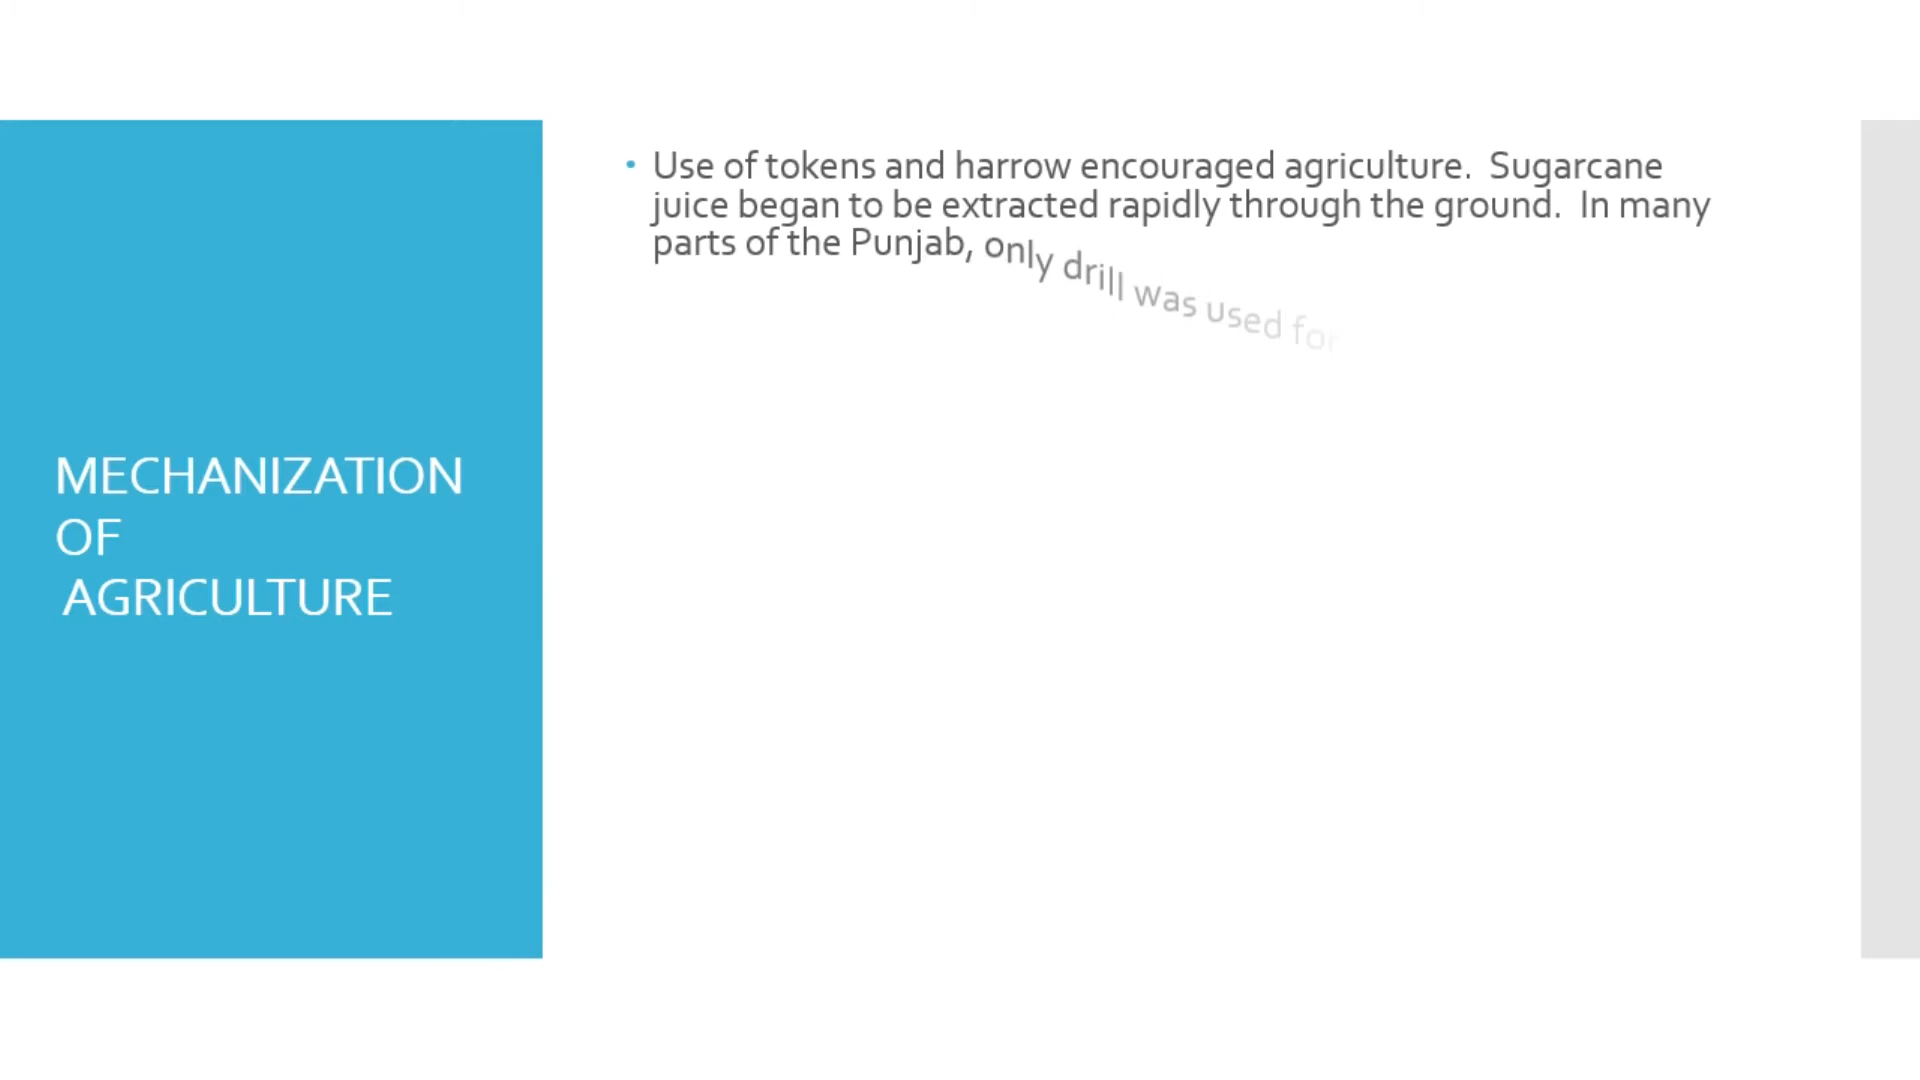 MECHANIZATION
OF
AGRICULTURE
• Use of tokens and harrow encouraged agriculture. Sugarcane
juice began to be extracted rapidly through the ground. In many
parts of the Punjab, only drill was used for